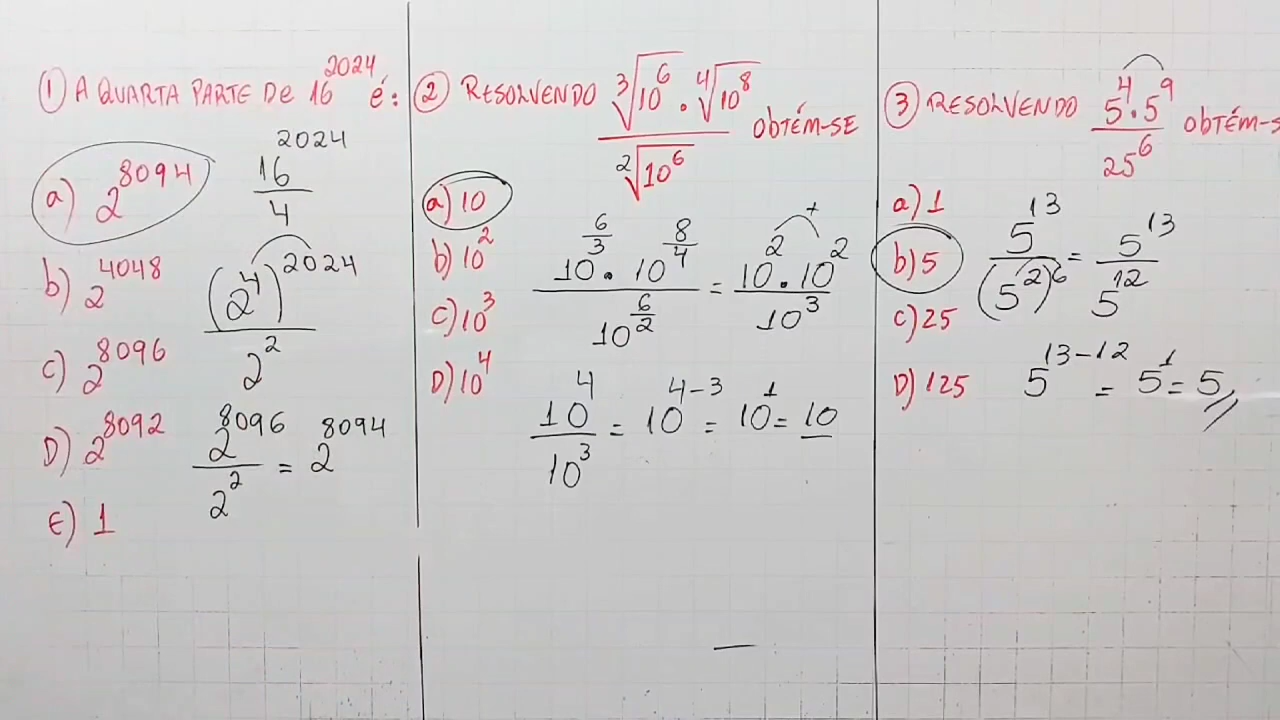 ① A QUARTA PARTE DE 16^2024 É:
a) 2^8094
b) 2^4048
c) 2^8096
D) 2^8092
E) 1
16^2024 / 4
(2^4)^2024 / 2^2
2^8096 / 2^2 = 2^8094
② RESOLVENDO ³√10^6 . ⁴√10^8 / ²√10^6 OBTÉM-SE
a) 10
b) 10^2
c) 10^3
D) 10^4
10^(6/3) . 10^(8/4) / 10^(6/2) = 10^2 . 10^2 / 10^3
+
10^4 / 10^3 = 10^(4-3) = 10^1 = 10
③ RESOLVENDO 5^4 . 5^9 / 25^6 OBTÉM-S
a) 1
b) 5
c) 25
D) 125
5^13 / (5^2)^6 = 5^13 / 5^12
5^(13-12) = 5^1 = 5//